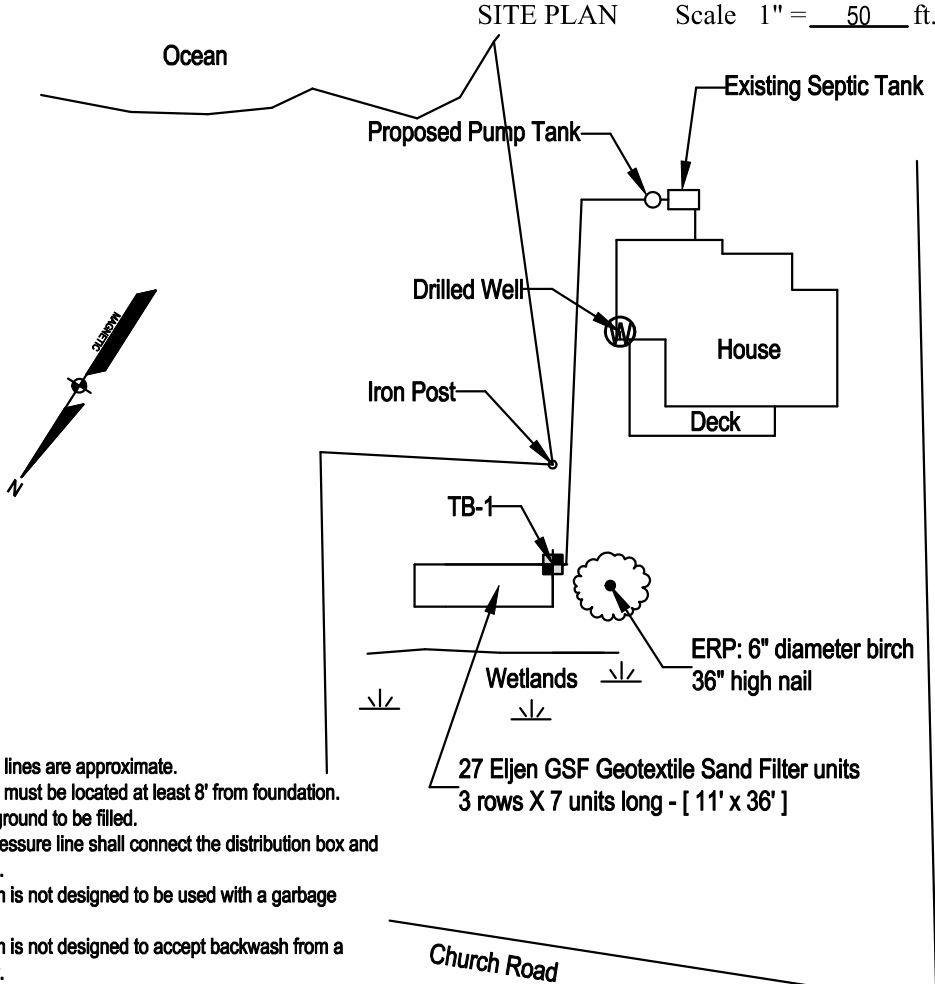 SITE PLAN Scale 1" = 50 ft.
Ocean
Existing Septic Tank
Proposed Pump Tank
Drilled Well
W
MAGNETIC
House
Iron Post
Deck
N
TB-1
ERP: 6" diameter birch
36" high nail
Wetlands
27 Eljen GSF Geotextile Sand Filter units
3 rows X 7 units long - [ 11' x 36' ]
lines are approximate.
must be located at least 8' from foundation.
ground to be filled.
essure line shall connect the distribution box and
.
is not designed to be used with a garbage
is not designed to accept backwash from a
.
Church Road